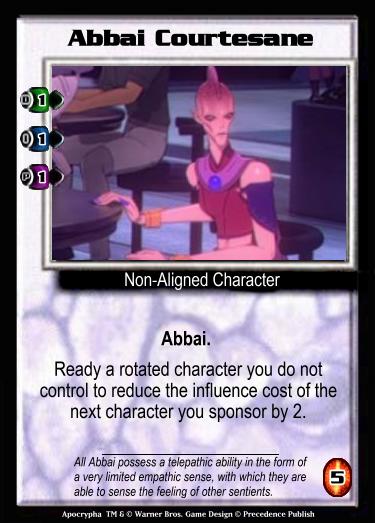 Abbai Courtesane
D 1
I 1
P 1
Non-Aligned Character
Abbai.
Ready a rotated character you do not
control to reduce the influence cost of the
next character you sponsor by 2.
All Abbai possess a telepathic ability in the form of
a very limited empathic sense, with which they are
able to sense the feeling of other sentients.
5
Apocrypha TM & © Warner Bros. Game Design © Precedence Publish